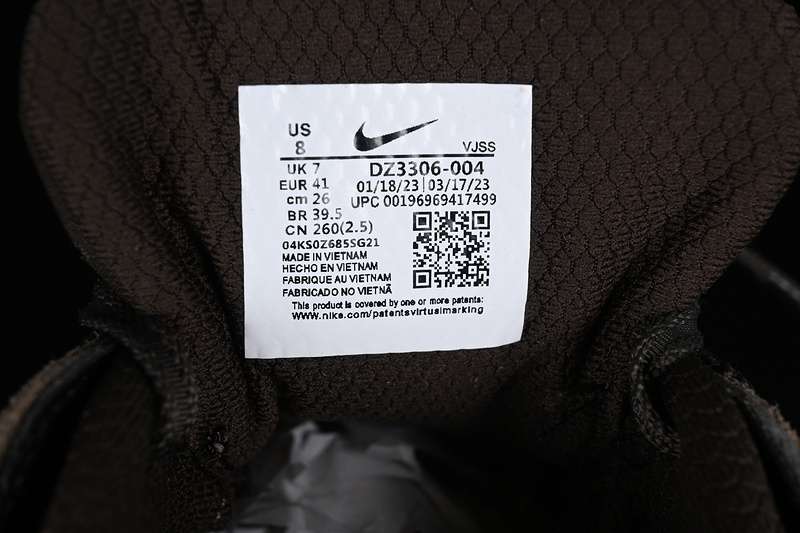 US
8
VJSS
UK 7
DZ3306-004
EUR 41
01/18/23|03/17/23
cm 26
UPC 00196969417499
BR 39.5
CN 260(2.5)
04KS0Z685SG21
MADE IN VIETNAM
HECHO EN VIETNAM
FABRIQUE AU VIETNAM
FABRICADO NO VIETNÃ
This product is covered by one or more patents:
www.nike.com/patentsvirtuslmarking